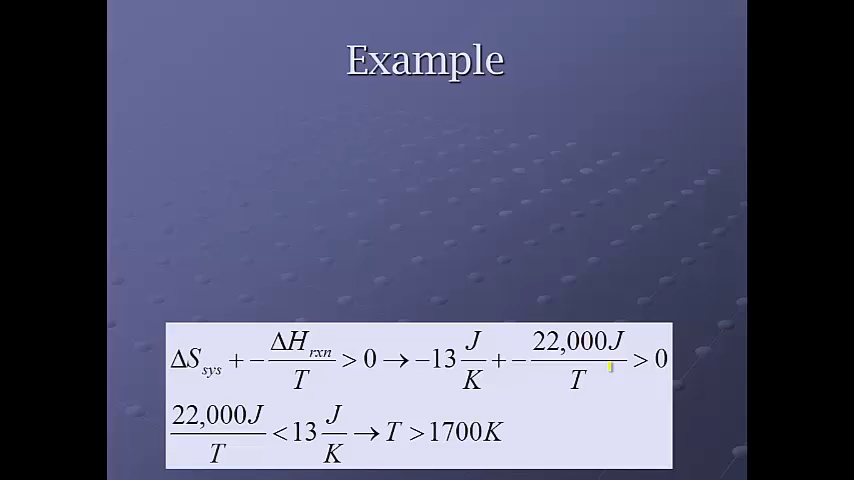 Example
ΔS_sys + −ΔH_rxn/T > 0 → −13 J/K + −22,000J/T > 0
22,000J/T < 13 J/K → T > 1700K